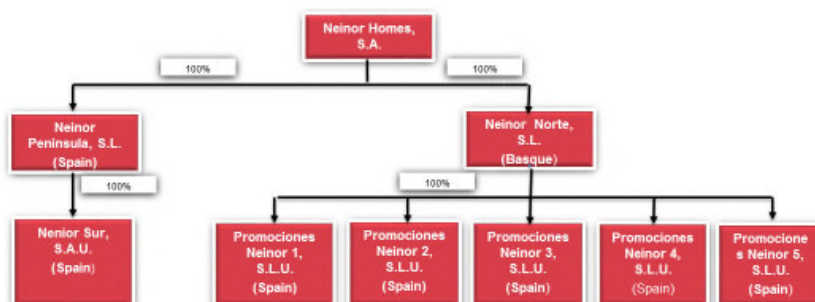 Neinor Homes,
S.A.
100%
100%
Neinor
Peninsula, S.L.
(Spain)
Neinor Norte,
S.L.
(Basque)
100%
100%
Nenior Sur,
S.A.U.
(Spain)
Promociones
Neinor 1,
S.L.U.
(Spain)
Promociones
Neinor 2,
S.L.U.
(Spain)
Promociones
Neinor 3,
S.L.U.
(Spain)
Promociones
Neinor 4,
S.L.U.
(Spain)
Promocione
s Neinor 5,
S.L.U.
(Spain)